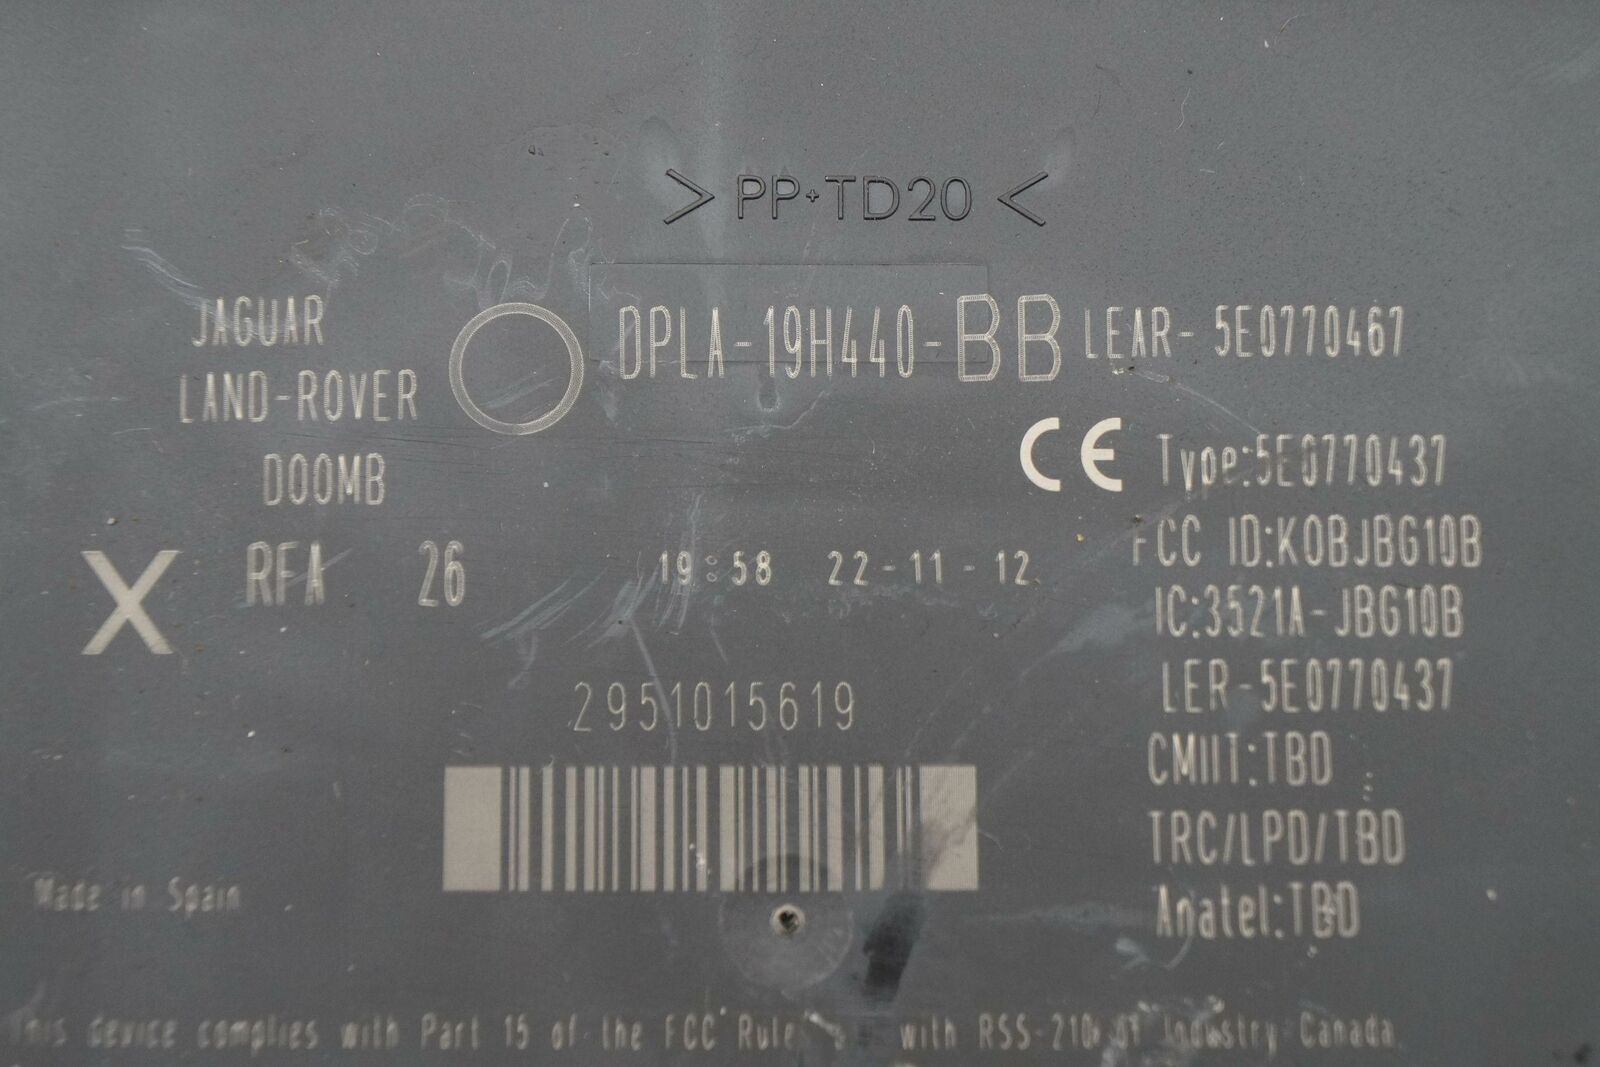 > PP+TD20 <
JAGUAR
LAND-ROVER
D00MB
DPLA-19H440-BB LEAR-5E0770467
CE Type:5E0770437
X RFA 26 19:58 22-11-12
FCC ID:KOBJBG10B
IC:3521A-JBG10B
LER-5E0770437
2951015619
CMIIT:TBD
TRC/LPD/TBD
Made in Spain
Anatel:TBD
This device complies with Part 15 of the FCC Rule with RSS-210 of Industry Canada.